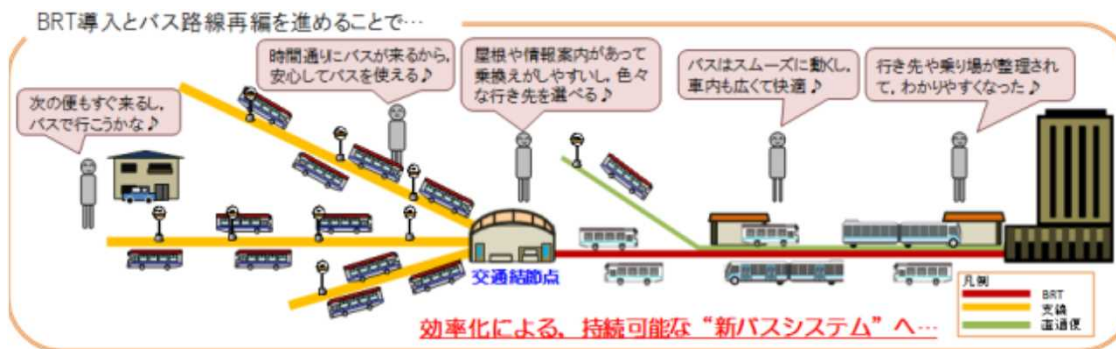 BRT導入とバス路線再編を進めることで…
次の便もすぐ来るし,
バスで行こうかな♪
時間通りにバスが来るから,
安心してバスを使える♪
屋根や情報案内があって
乗換えがしやすいし,色々
な行き先を選べる♪
バスはスムーズに動くし,
車内も広くて快適♪
行き先や乗り場が整理され
て,わかりやすくなった♪
交通結節点
凡例
BRT
支線
直通便
効率化による,持続可能な“新バスシステム”へ…